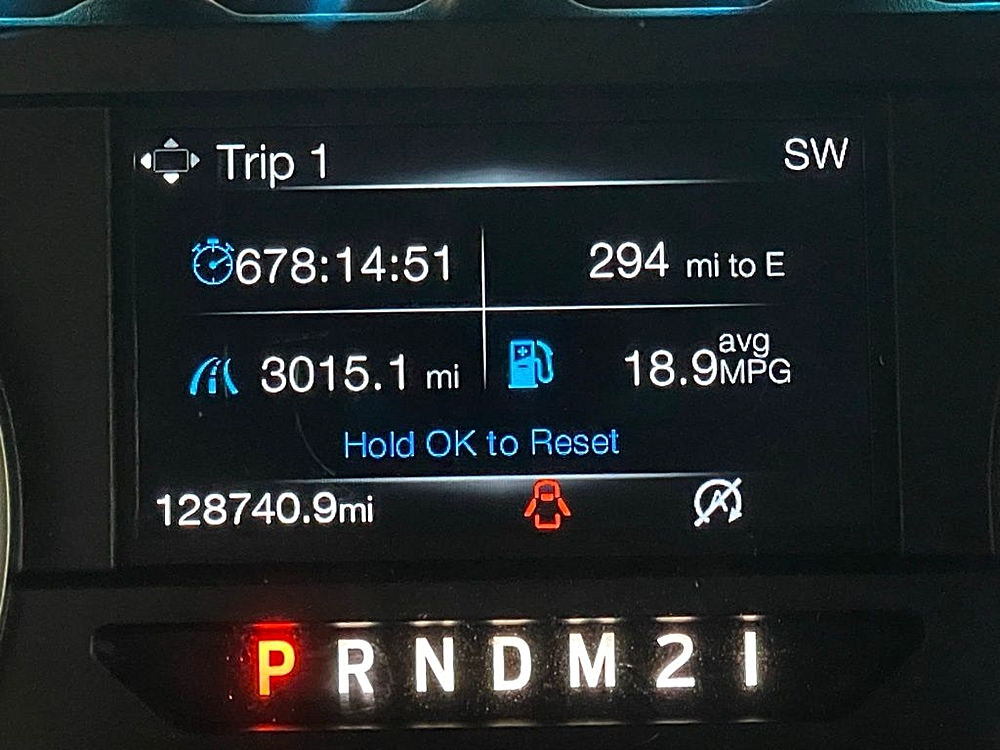 Trip 1 SW
678:14:51 294 mi to E
3015.1 mi 18.9 avg MPG
Hold OK to Reset
128740.9mi
P R N D M 2 1